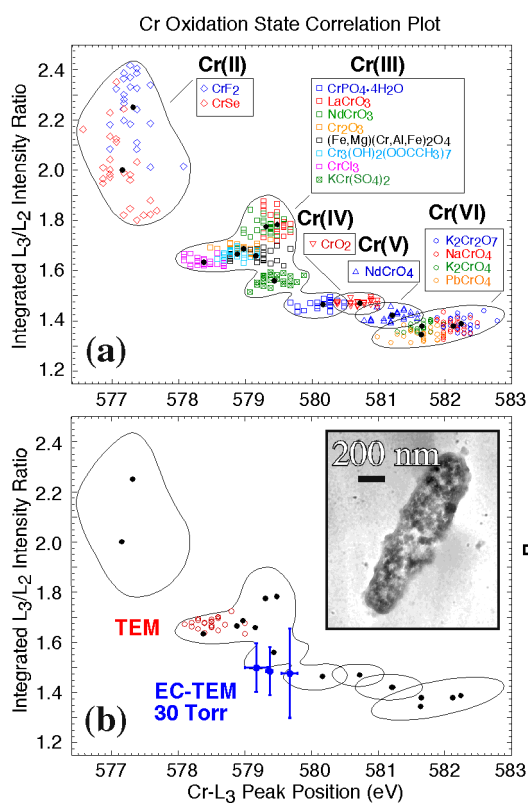 Cr Oxidation State Correlation Plot
(a)
Cr(II)
CrF2
CrSe
Cr(III)
CrPO4•4H2O
LaCrO3
NdCrO3
Cr2O3
(Fe,Mg)(Cr,Al,Fe)2O4
Cr3(OH)2(OOCCH3)7
CrCl3
KCr(SO4)2
Cr(IV)
CrO2
Cr(V)
NdCrO4
Cr(VI)
K2Cr2O7
NaCrO4
K2CrO4
PbCrO4
Integrated L3/L2 Intensity Ratio
2.4
2.2
2.0
1.8
1.6
1.4
1.2
577 578 579 580 581 582 583
(b)
200 nm
TEM
EC-TEM
30 Torr
Integrated L3/L2 Intensity Ratio
2.4
2.2
2.0
1.8
1.6
1.4
1.2
577 578 579 580 581 582 583
Cr-L3 Peak Position (eV)